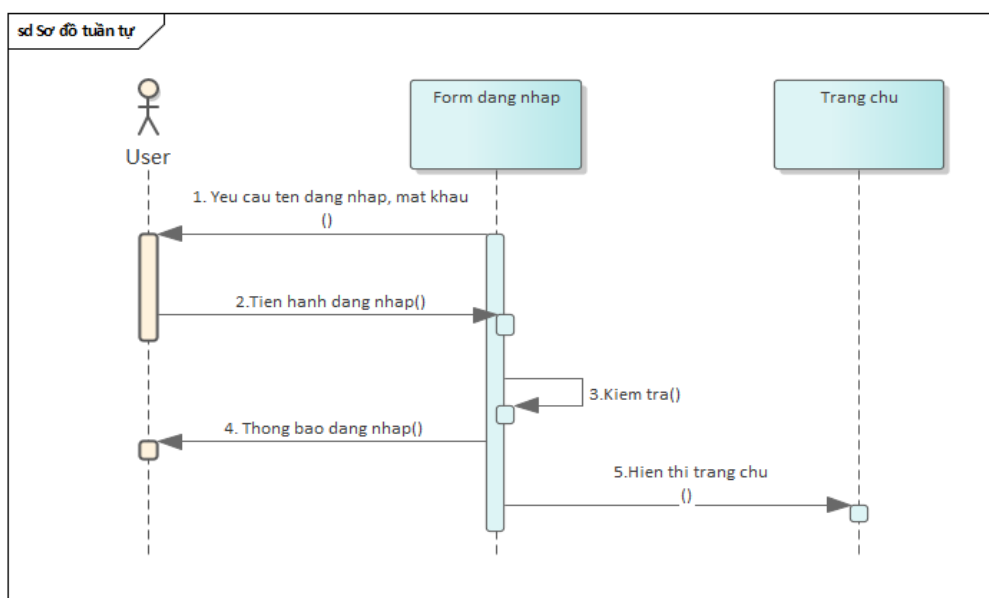 sd Sơ đồ tuần tự
User
Form dang nhap
Trang chu
1. Yeu cau ten dang nhap, mat khau
()
2.Tien hanh dang nhap()
3.Kiem tra()
4. Thong bao dang nhap()
5.Hien thi trang chu
()